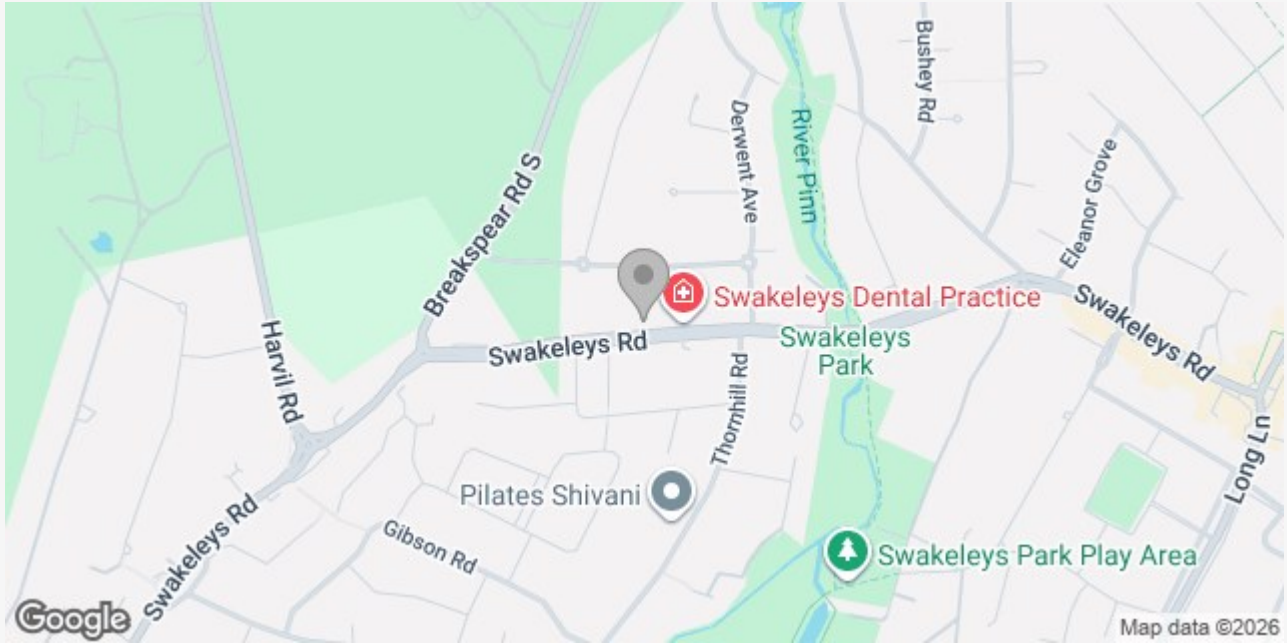 Bushey Rd
Derwent Ave
River Pinn
Eleanor Grove
Breakspear Rd S
Swakeleys Dental Practice
Swakeleys Rd
Swakeleys
Park
Swakeleys Rd
Harvil Rd
Thornhill Rd
Long Ln
Pilates Shivani
Swakeleys Rd
Gibson Rd
Swakeleys Park Play Area
Google
Map data ©2026